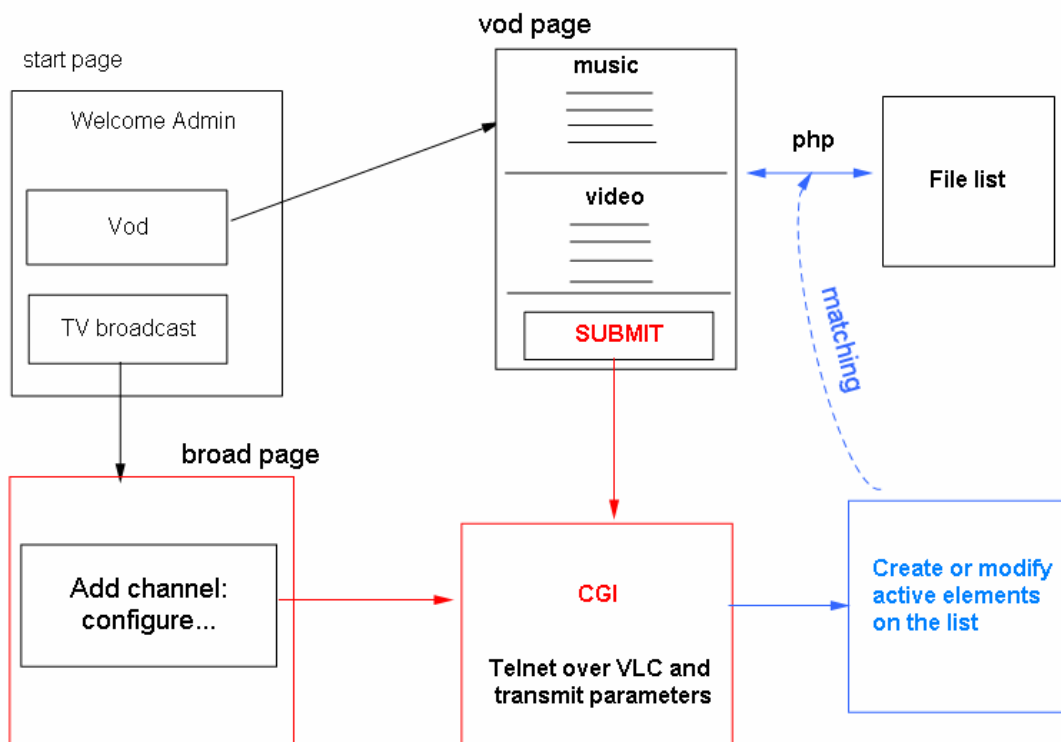 vod page
start page
music
Welcome Admin
php
File list
Vod
video
TV broadcast
SUBMIT
matching
broad page
Add channel:
configure...
CGI
Telnet over VLC and
transmit parameters
Create or modify
active elements
on the list